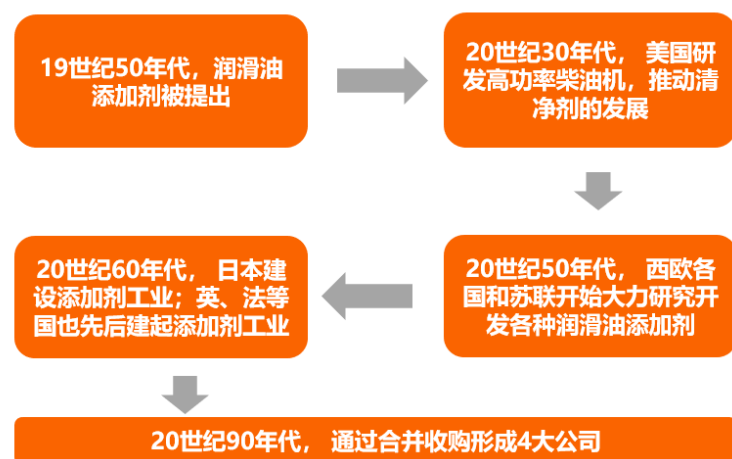 19世纪50年代，润滑油
添加剂被提出
20世纪30年代， 美国研
发高功率柴油机，推动清
净剂的发展
20世纪50年代， 西欧各
国和苏联开始大力研究开
发各种润滑油添加剂
20世纪60年代， 日本建
设添加剂工业；英、法等
国也先后建起添加剂工业
20世纪90年代， 通过合并收购形成4大公司